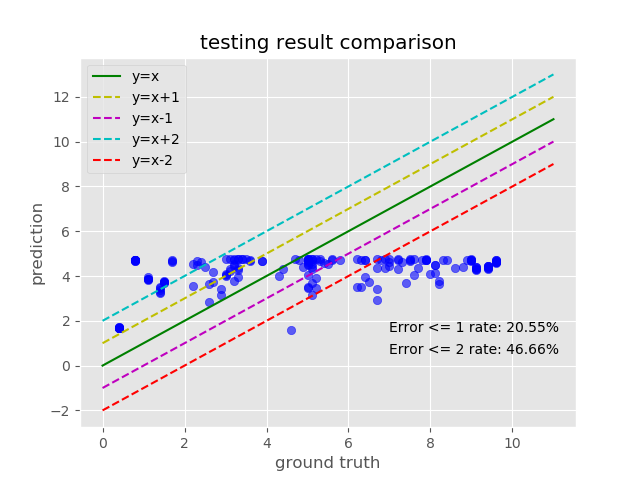 testing result comparison
y=x
y=x+1
y=x-1
y=x+2
y=x-2
12
10
8
6
4
2
0
−2
prediction
Error <= 1 rate: 20.55%
Error <= 2 rate: 46.66%
0 2 4 6 8 10
ground truth